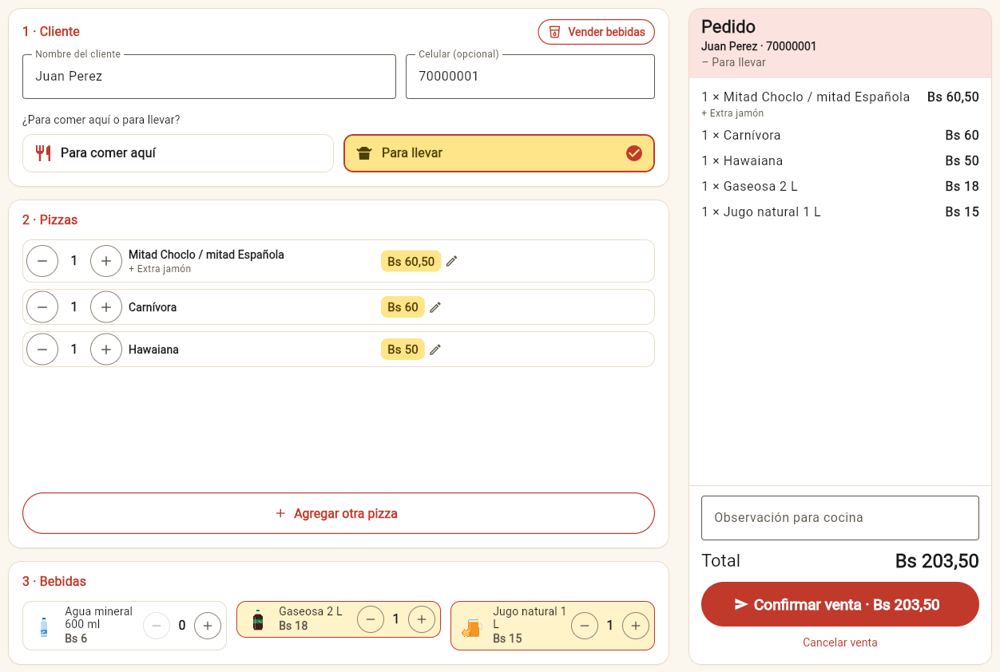 1 · Cliente
Vender bebidas
Nombre del cliente
Juan Perez
Celular (opcional)
70000001
¿Para comer aquí o para llevar?
Para comer aquí
Para llevar
2 · Pizzas
1
Mitad Choclo / mitad Española
+ Extra jamón
Bs 60,50
1
Carnívora
Bs 60
1
Hawaiana
Bs 50
+ Agregar otra pizza
3 · Bebidas
Agua mineral
600 ml
Bs 6
0
Gaseosa 2 L
Bs 18
1
Jugo natural 1
L
Bs 15
1
Pedido
Juan Perez · 70000001
– Para llevar
1 × Mitad Choclo / mitad Española Bs 60,50
+ Extra jamón
1 × Carnívora Bs 60
1 × Hawaiana Bs 50
1 × Gaseosa 2 L Bs 18
1 × Jugo natural 1 L Bs 15
Observación para cocina
Total Bs 203,50
Confirmar venta · Bs 203,50
Cancelar venta